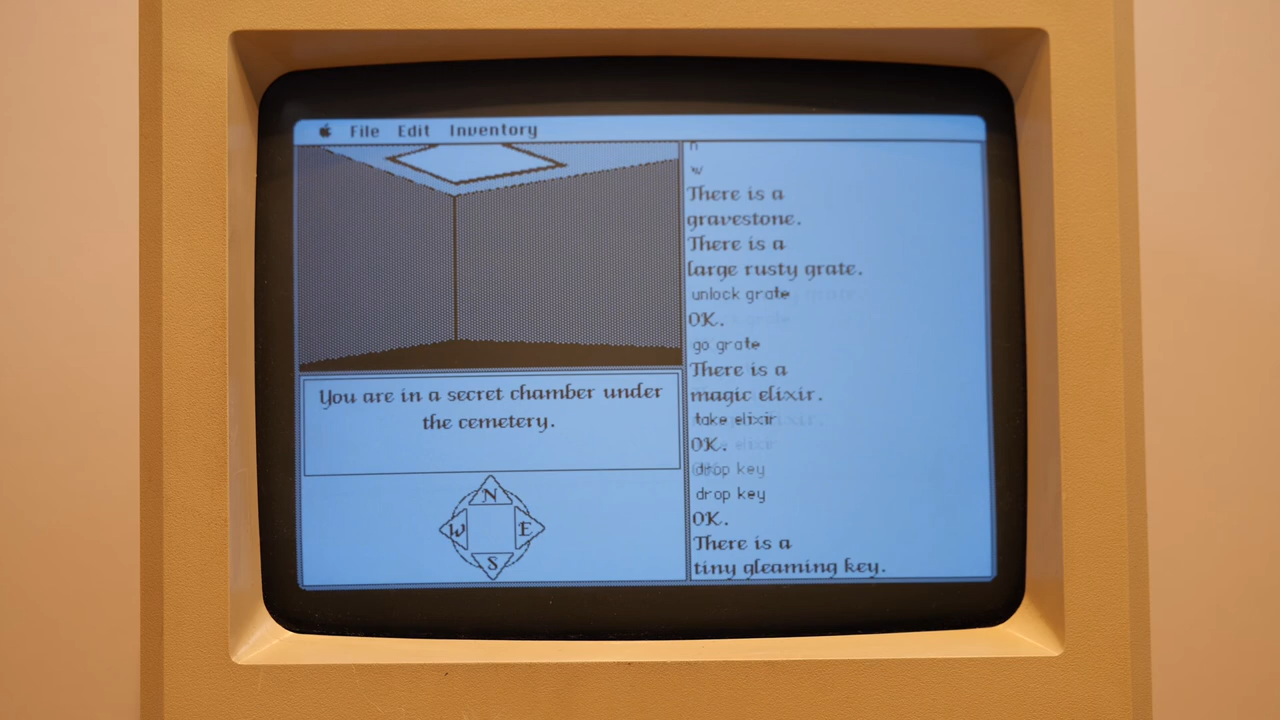 File Edit Inventory
n
w
There is a
gravestone.
There is a
large rusty grate.
unlock grate
OK.
go grate
There is a
magic elixir.
take elixir
OK.
drop key
drop key
OK.
There is a
tiny gleaming key.
You are in a secret chamber under
the cemetery.
N
W E
S